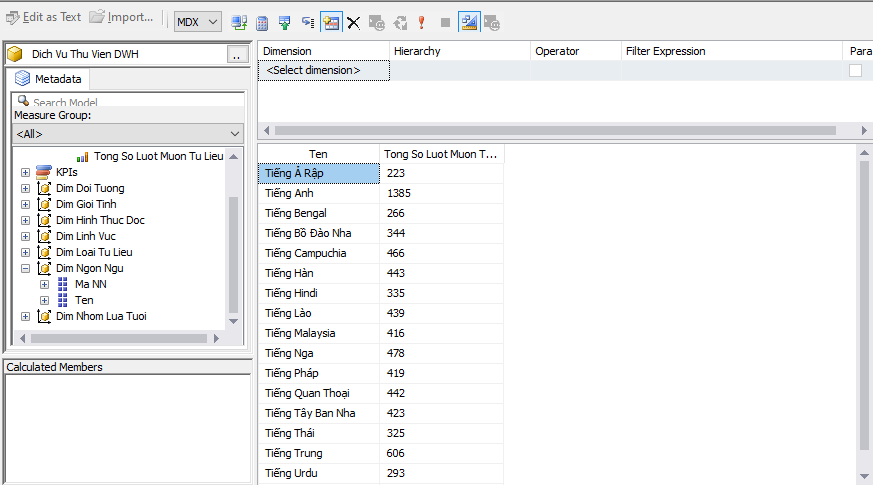 Edit as Text Import... MDX
Dich Vu Thu Vien DWH ..
Metadata
Search Model
Measure Group:
<All>
Tong So Luot Muon Tu Lieu
KPIs
Dim Doi Tuong
Dim Gioi Tinh
Dim Hinh Thuc Doc
Dim Linh Vuc
Dim Loai Tu Lieu
Dim Ngon Ngu
Ma NN
Ten
Dim Nhom Lua Tuoi
Calculated Members
Dimension Hierarchy Operator Filter Expression Para
<Select dimension>
Ten Tong So Luot Muon T...
Tiếng Ả Rập 223
Tiếng Anh 1385
Tiếng Bengal 266
Tiếng Bồ Đào Nha 344
Tiếng Campuchia 466
Tiếng Hàn 443
Tiếng Hindi 335
Tiếng Lào 439
Tiếng Malaysia 416
Tiếng Nga 478
Tiếng Pháp 419
Tiếng Quan Thoại 442
Tiếng Tây Ban Nha 423
Tiếng Thái 325
Tiếng Trung 606
Tiếng Urdu 293